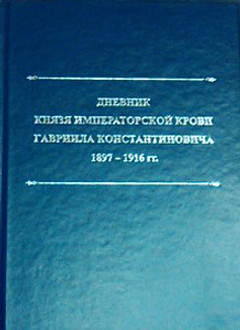 ДНЕВНИК
КНЯЗЯ ИМПЕРАТОРСКОЙ КРОВИ
ГАВРИИЛА КОНСТАНТИНОВИЧА
1897 – 1916 гг.